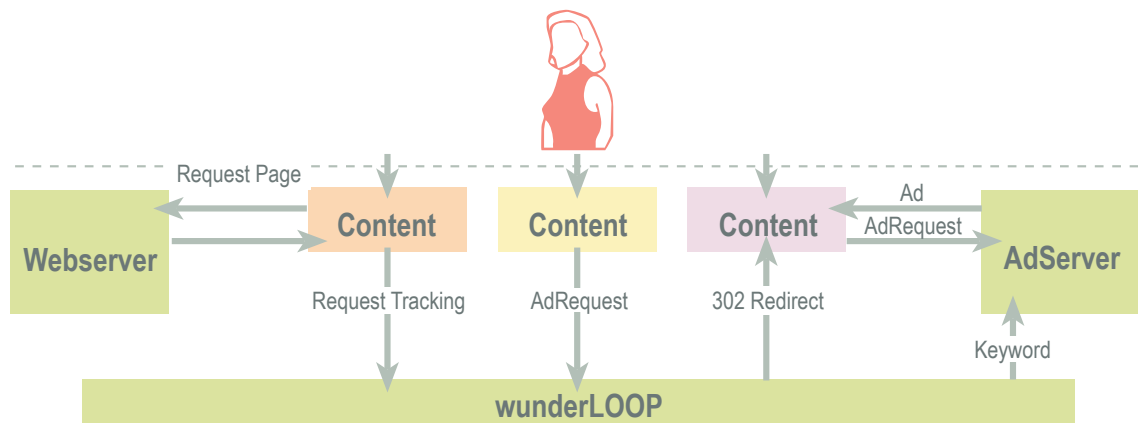 Request Page
Webserver
Content
Content
Content
Ad
AdRequest
AdServer
Request Tracking
AdRequest
302 Redirect
Keyword
wunderLOOP